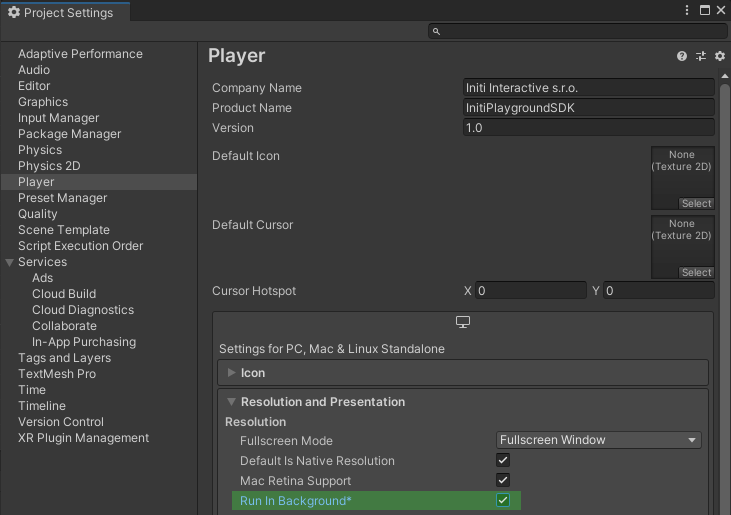 Project Settings
Player
Adaptive Performance
Audio
Editor
Graphics
Input Manager
Package Manager
Physics
Physics 2D
Player
Preset Manager
Quality
Scene Template
Script Execution Order
Services
Ads
Cloud Build
Cloud Diagnostics
Collaborate
In-App Purchasing
Tags and Layers
TextMesh Pro
Time
Timeline
Version Control
XR Plugin Management
Company Name Initi Interactive s.r.o.
Product Name InitiPlaygroundSDK
Version 1.0
Default Icon
None
(Texture 2D)
Select
Default Cursor
None
(Texture 2D)
Select
Cursor Hotspot X 0 Y 0
Settings for PC, Mac & Linux Standalone
Icon
Resolution and Presentation
Resolution
Fullscreen Mode Fullscreen Window
Default Is Native Resolution
Mac Retina Support
Run In Background*